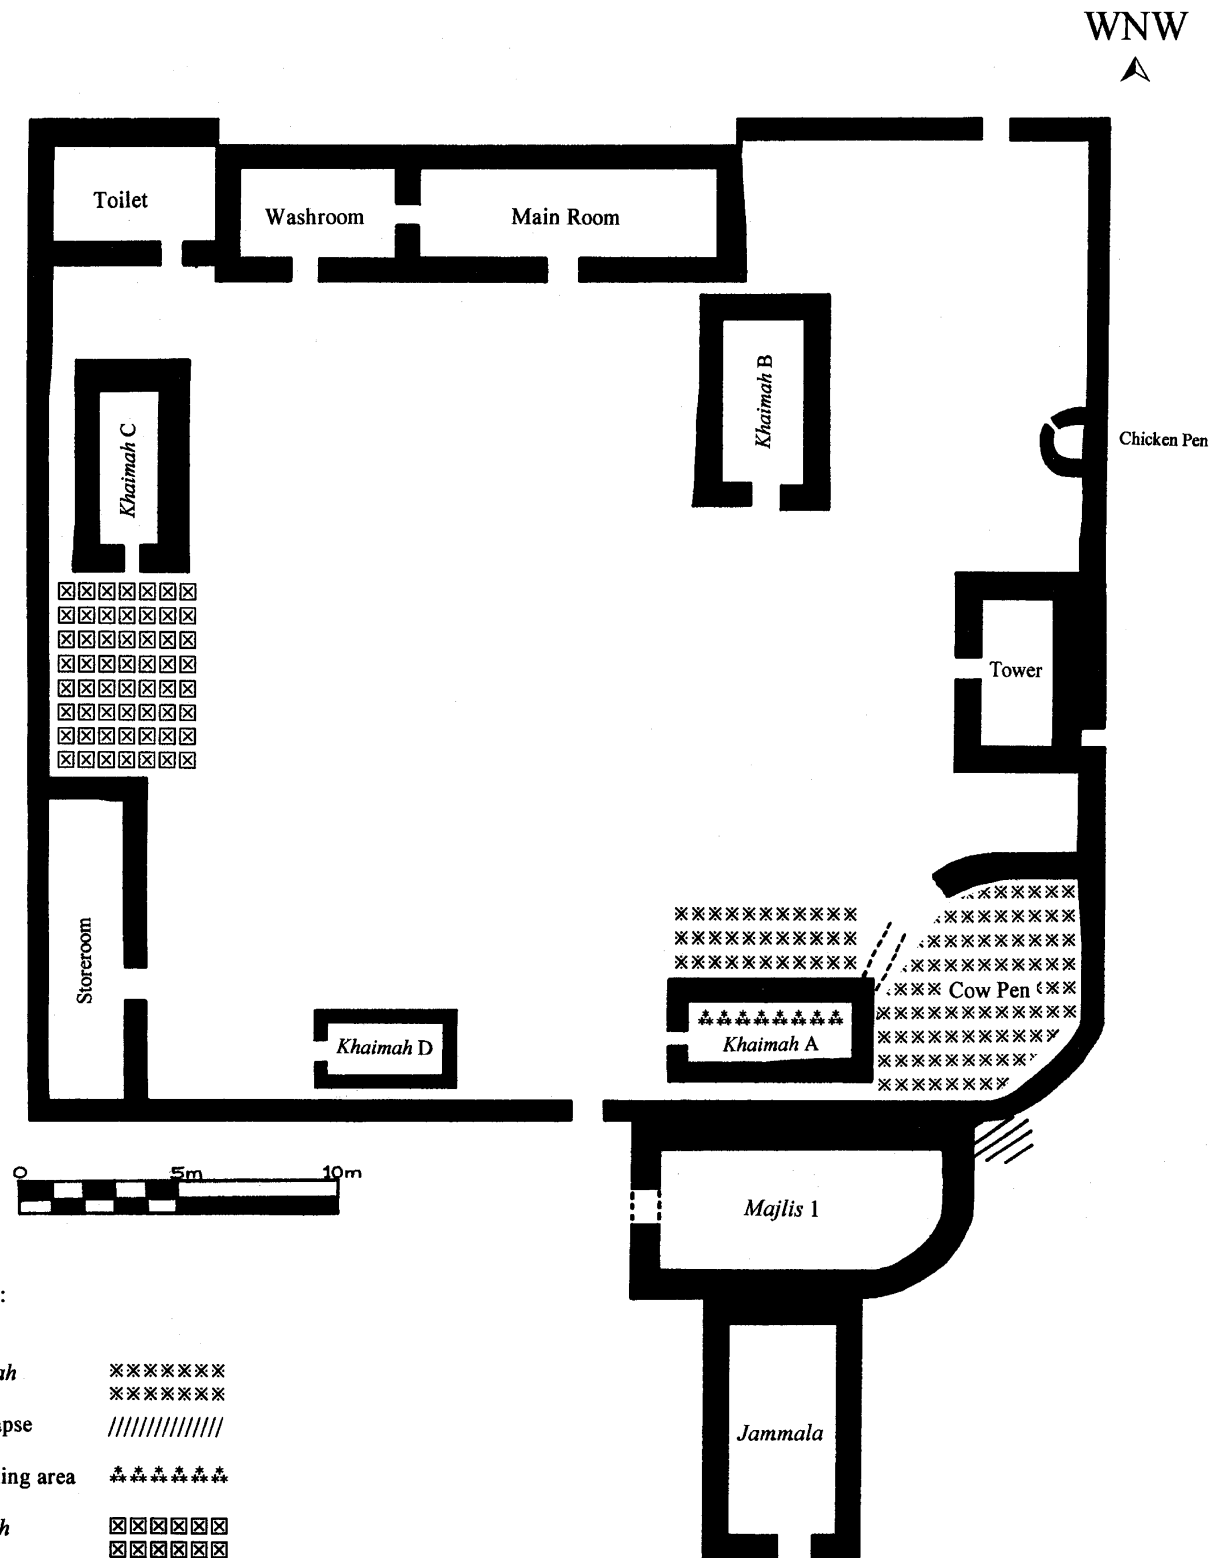 WNW
Toilet
Washroom
Main Room
Khaimah B
Khaimah C
Chicken Pen
Tower
Storeroom
Cow Pen
Khaimah D
Khaimah A
0 5m 10m
Majlis 1
:
ah
pse
ing area
h
Jammala